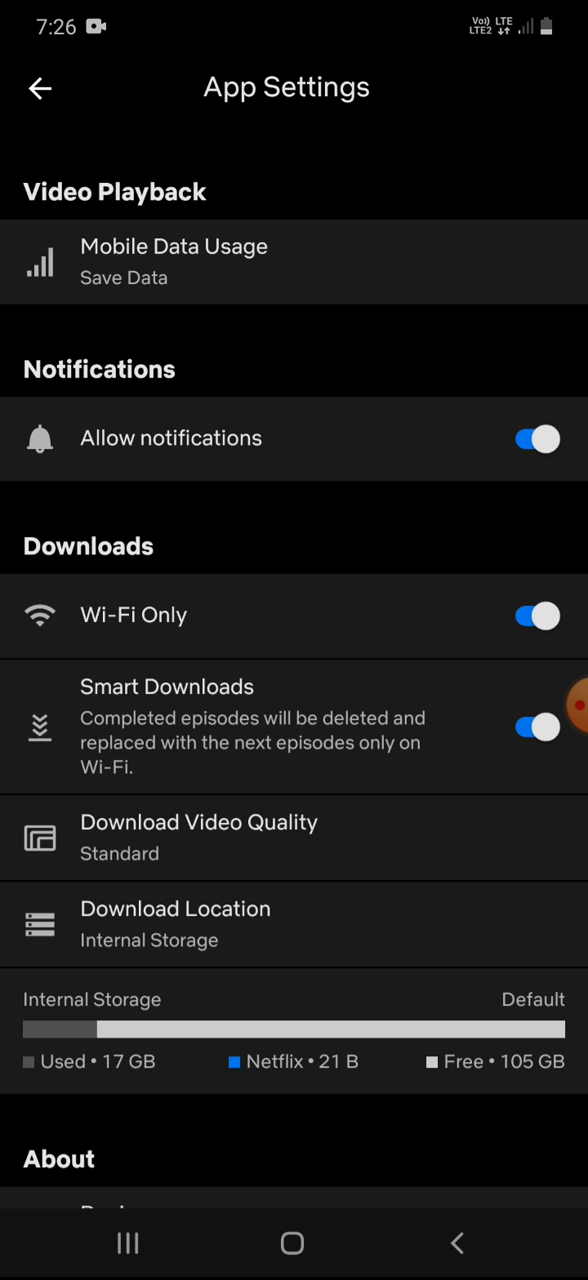 7:26
Vo)) LTE
LTE2
App Settings
Video Playback
Mobile Data Usage
Save Data
Notifications
Allow notifications
Downloads
Wi-Fi Only
Smart Downloads
Completed episodes will be deleted and
replaced with the next episodes only on
Wi-Fi.
Download Video Quality
Standard
Download Location
Internal Storage
Internal Storage Default
Used • 17 GB Netflix • 21 B Free • 105 GB
About